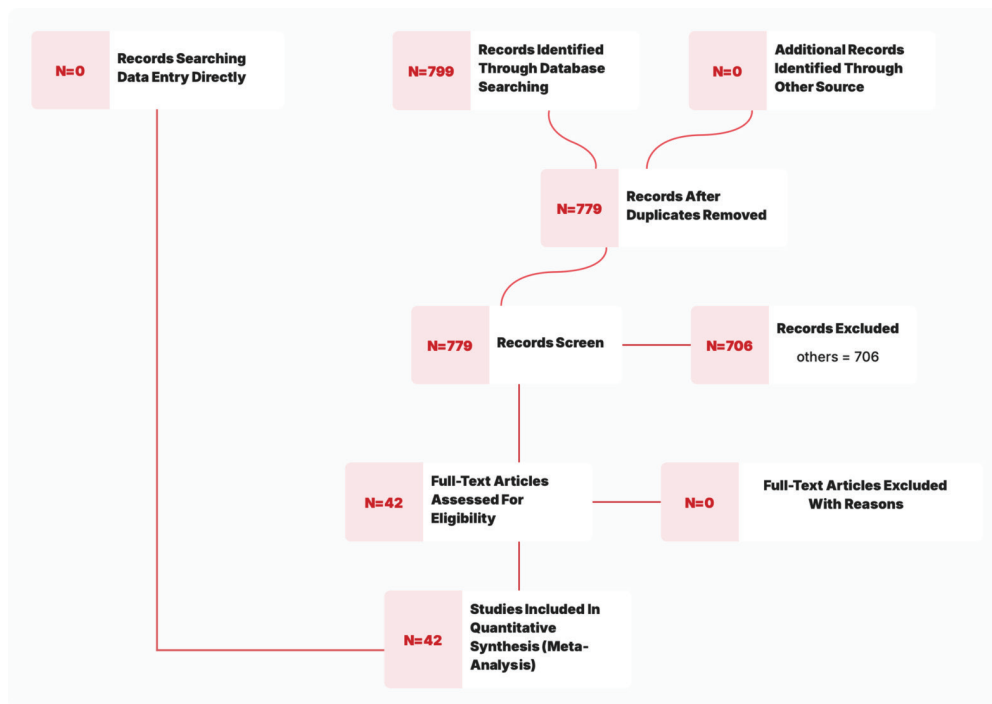 N=0
Records Searching
Data Entry Directly
N=799
Records Identified
Through Database
Searching
N=0
Additional Records
Identified Through
Other Source
N=779
Records After
Duplicates Removed
N=779
Records Screen
N=706
Records Excluded
others = 706
N=42
Full-Text Articles
Assessed For
Eligibility
N=0
Full-Text Articles Excluded
With Reasons
N=42
Studies Included In
Quantitative
Synthesis (Meta-
Analysis)